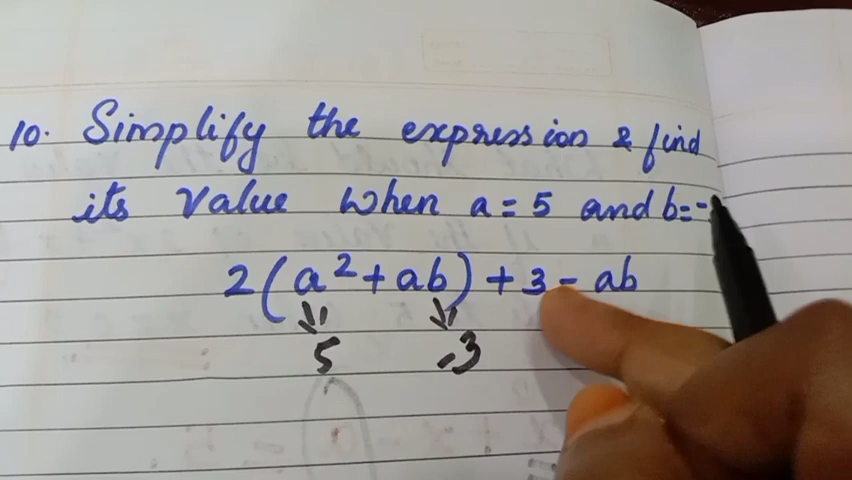 10. Simplify the expression & find
its value when a = 5 and b = -
2 ( a² + ab ) + 3 - ab
5 -3